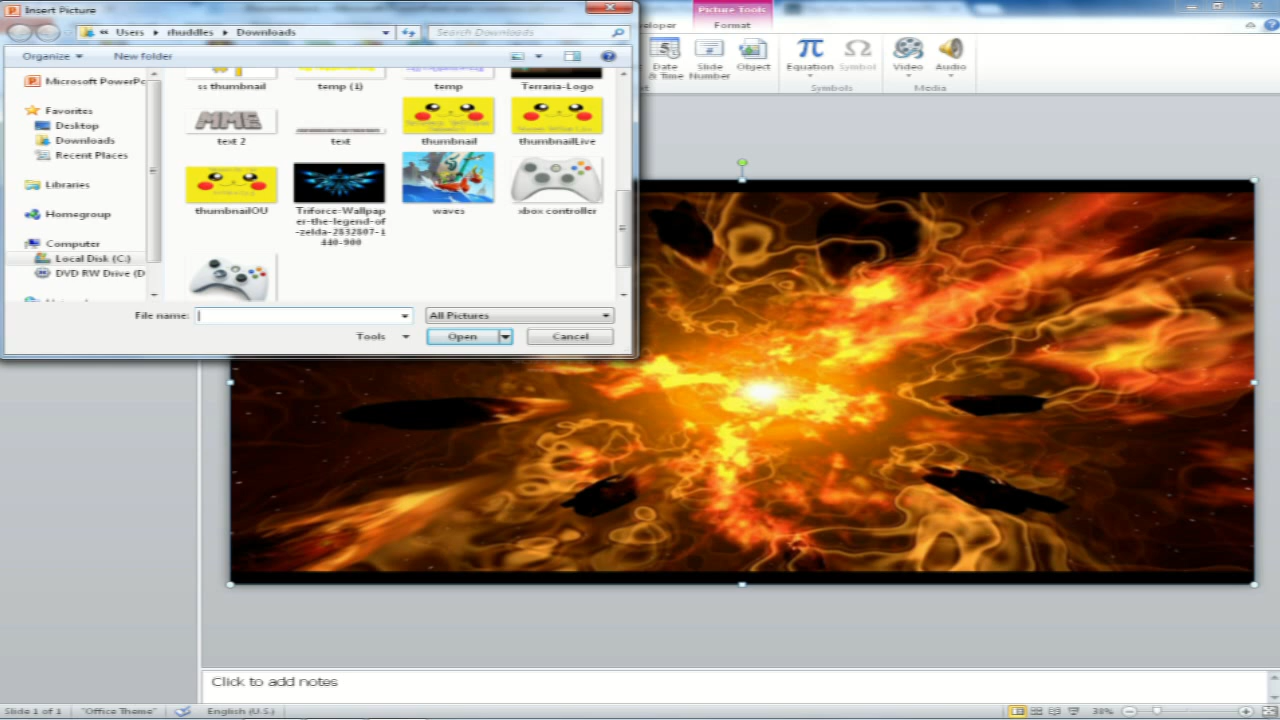 Insert Picture
Picture Tools
« Users ▸ rhuddles ▸ Downloads
Search Downloads
Format
Organize
New folder
Date & Time
Slide Number
Object
Equation
Symbol
Video
Audio
Symbols
Media
Microsoft PowerPo
Favorites
Desktop
Downloads
Recent Places
Libraries
Homegroup
Computer
Local Disk (C:)
DVD RW Drive (D
ss thumbnail
temp (1)
temp
Terraria-Logo
MME
text 2
text
thumbnail
thumbnailLive
thumbnailOU
Triforce-Wallpap
er-the-legend-of
-zelda-2832807-1
440-900
waves
xbox controller
File name:
All Pictures
Tools
Open
Cancel
Click to add notes
Slide 1 of 1
"Office Theme"
English (U.S.)
38%